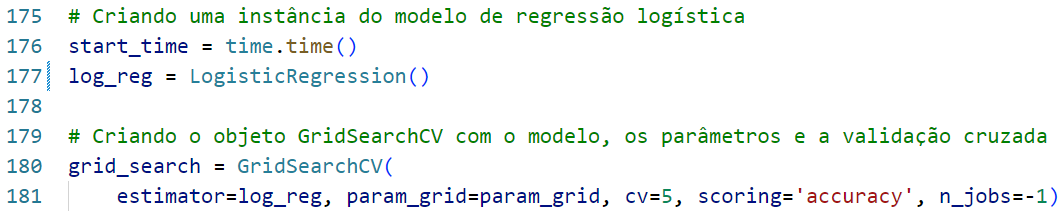 175 # Criando uma instância do modelo de regressão logística
176 start_time = time.time()
177 log_reg = LogisticRegression()
178
179 # Criando o objeto GridSearchCV com o modelo, os parâmetros e a validação cruzada
180 grid_search = GridSearchCV(
181     estimator=log_reg, param_grid=param_grid, cv=5, scoring='accuracy', n_jobs=-1)